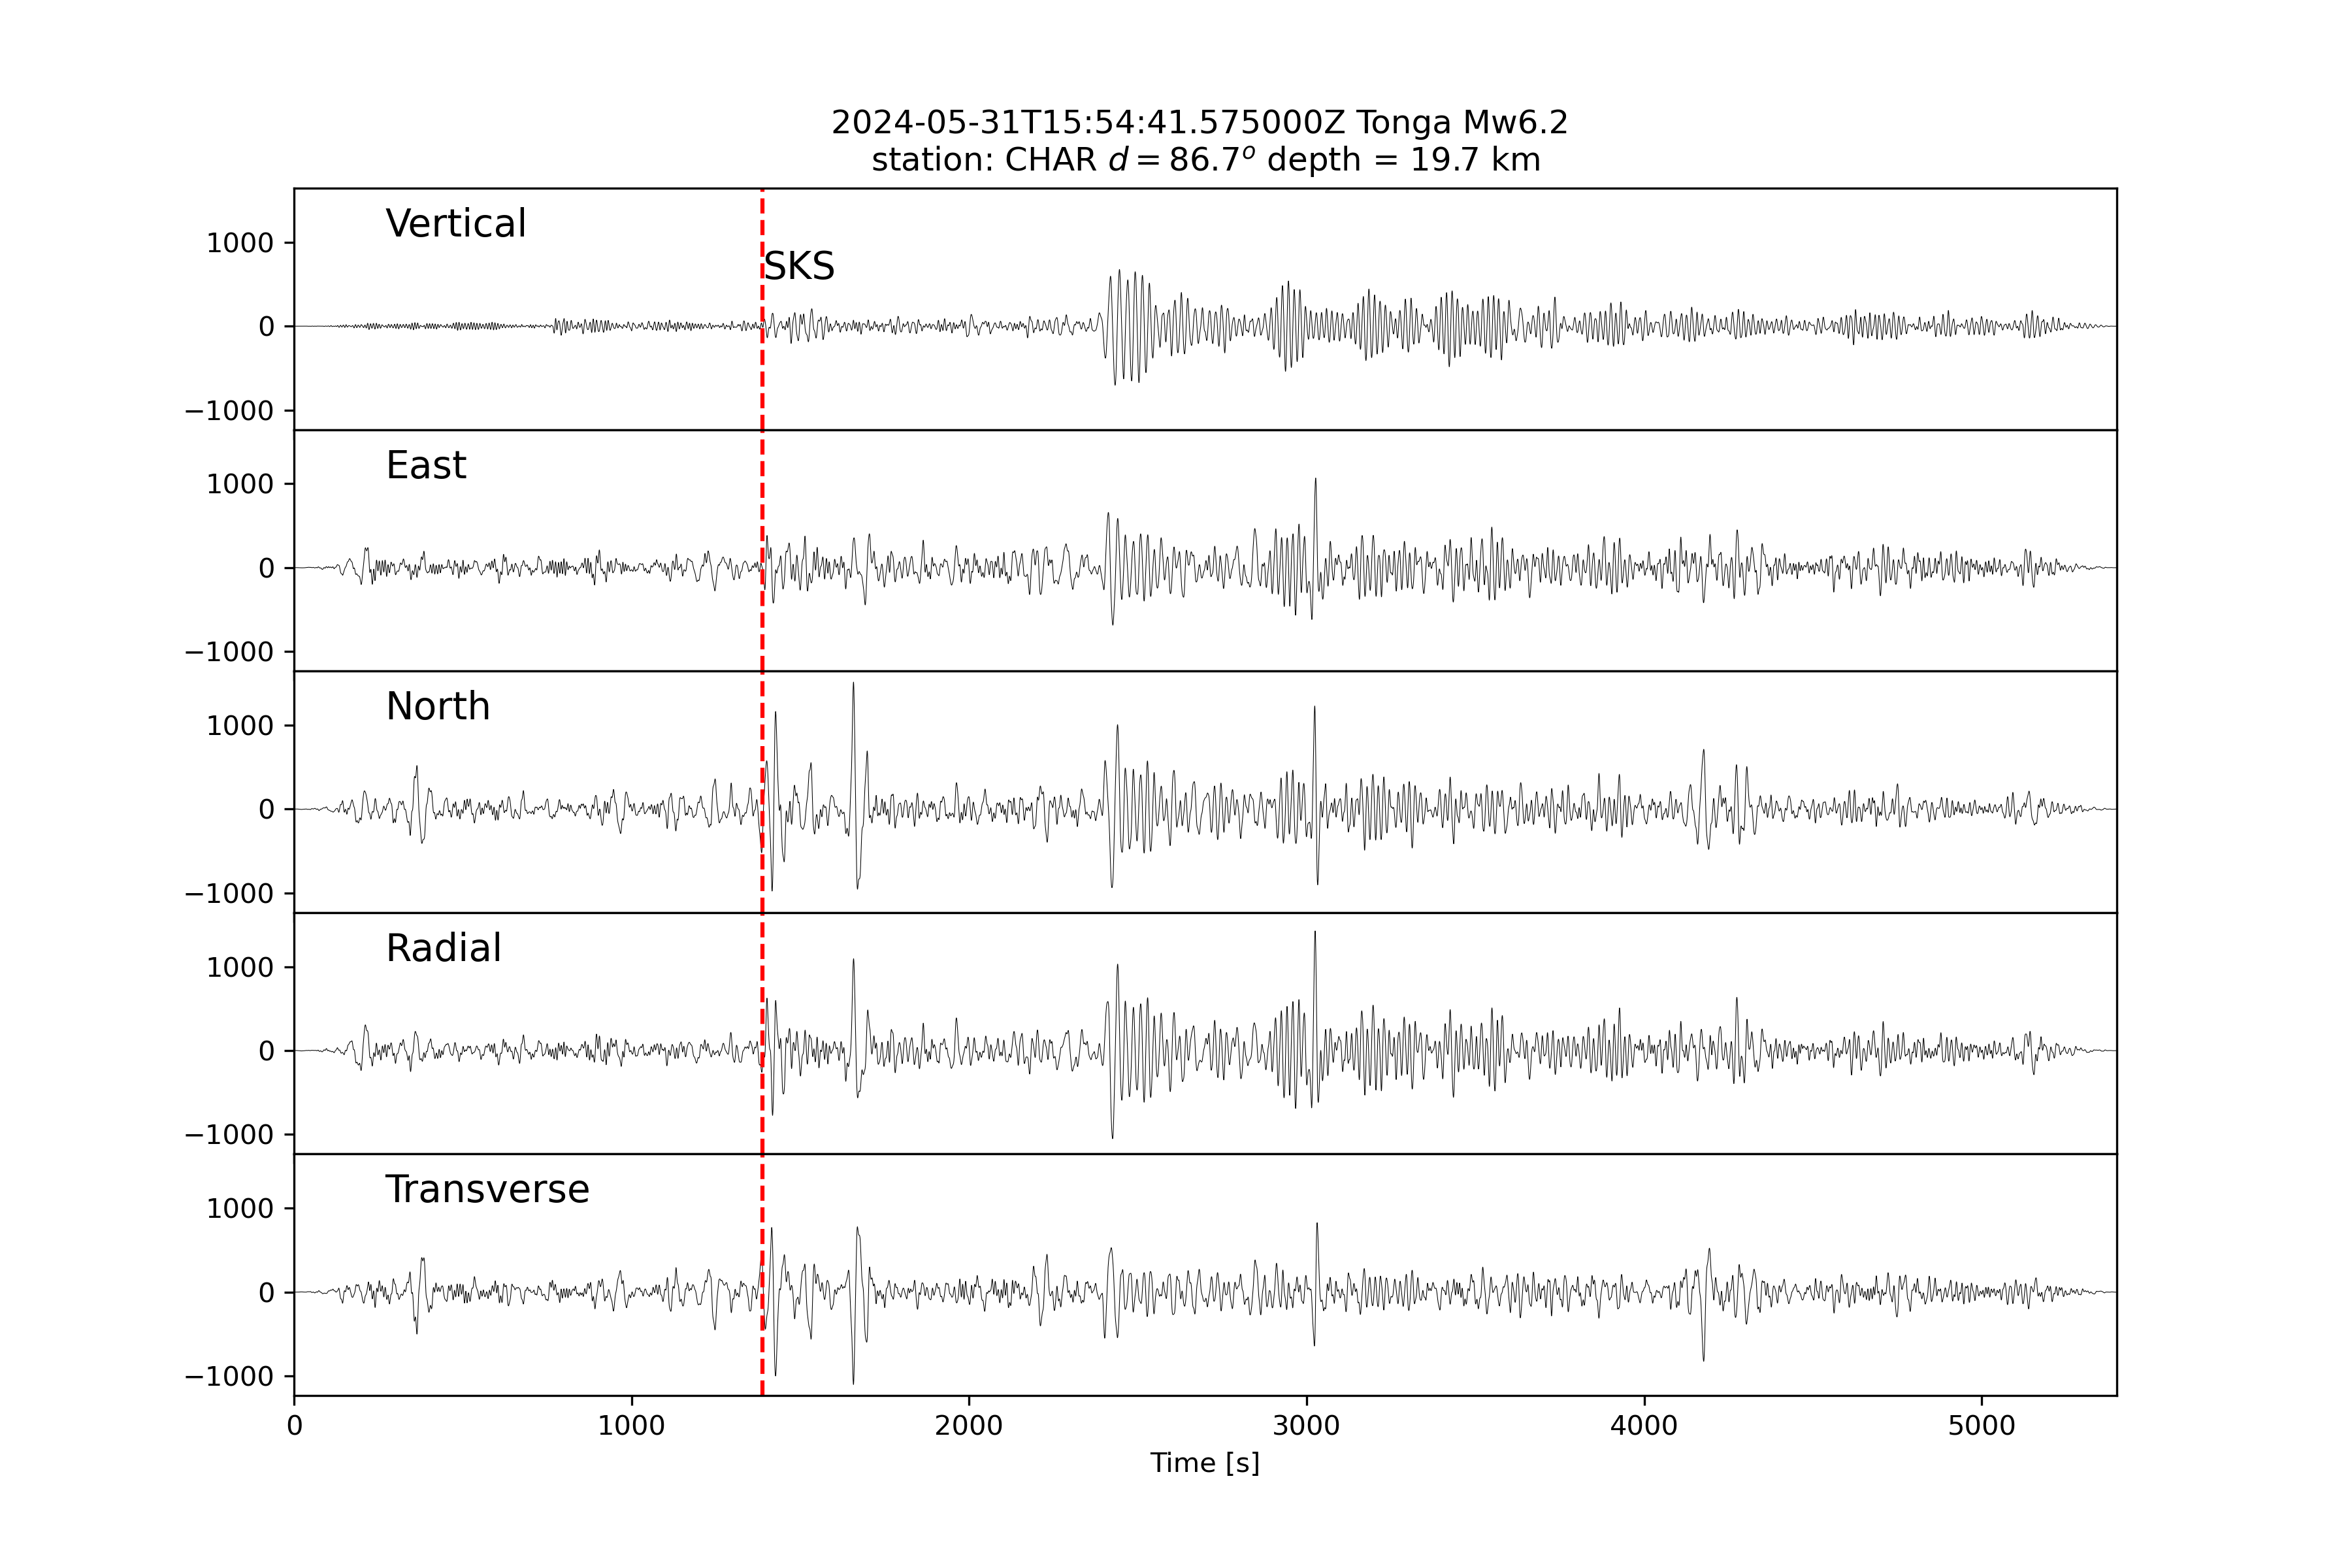 2024-05-31T15:54:41.575000Z Tonga Mw6.2
station: CHAR d = 86.7° depth = 19.7 km
Vertical
SKS
1000
0
−1000
East
1000
0
−1000
North
1000
0
−1000
Radial
1000
0
−1000
Transverse
1000
0
−1000
0 1000 2000 3000 4000 5000
Time [s]